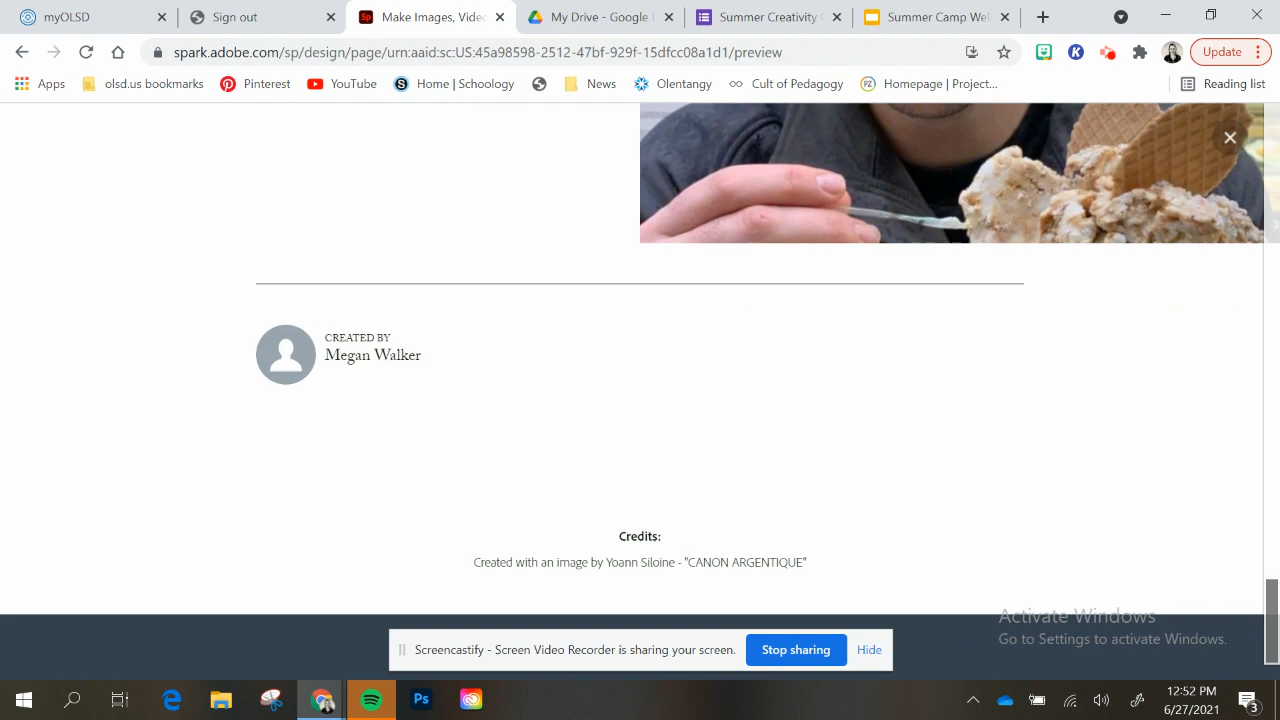 myOLSD
Sign out
Make Images, Video
My Drive - Google
Summer Creativity
Summer Camp Wel
spark.adobe.com/sp/design/page/urn:aaid:sc:US:45a98598-2512-47bf-929f-15dfcc08a1d1/preview
Update
Apps
olsd.us bookmarks
Pinterest
YouTube
Home | Schoology
News
Olentangy
Cult of Pedagogy
Homepage | Project...
Reading list
CREATED BY
Megan Walker
Credits:
Created with an image by Yoann Siloine - "CANON ARGENTIQUE"
Activate Windows
Go to Settings to activate Windows.
Screencastify - Screen Video Recorder is sharing your screen.
Stop sharing
Hide
12:52 PM
6/27/2021
3